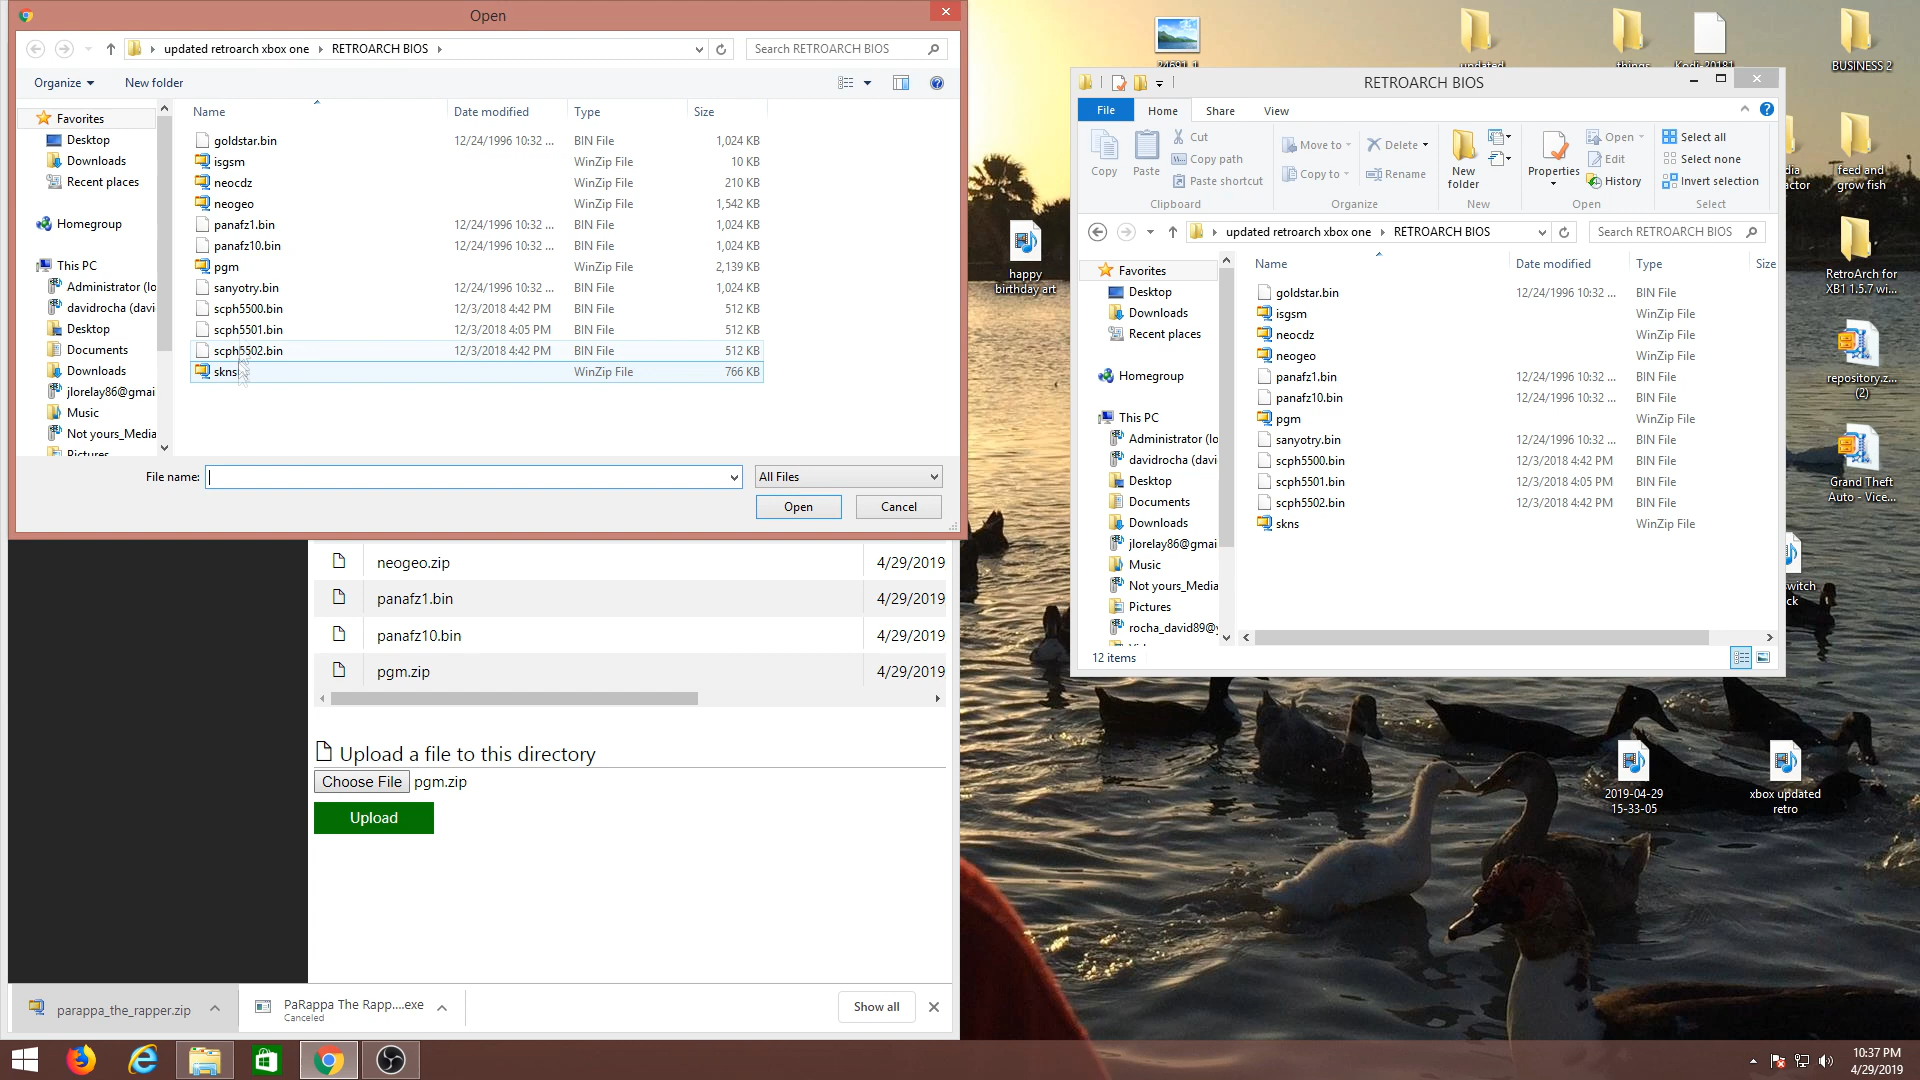 Open
updated retroarch xbox one RETROARCH BIOS
Search RETROARCH BIOS
Organize New folder
Name Date modified Type Size
Favorites
Desktop
Downloads
Recent places
Homegroup
This PC
Administrator (lo
davidrocha (davi
Desktop
Documents
Downloads
jlorelay86@gmai
Music
Not yours_Media
Pictures
goldstar.bin 12/24/1996 10:32 ... BIN File 1,024 KB
isgsm WinZip File 10 KB
neocdz WinZip File 210 KB
neogeo WinZip File 1,542 KB
panafz1.bin 12/24/1996 10:32 ... BIN File 1,024 KB
panafz10.bin 12/24/1996 10:32 ... BIN File 1,024 KB
pgm WinZip File 2,139 KB
sanyotry.bin 12/24/1996 10:32 ... BIN File 1,024 KB
scph5500.bin 12/3/2018 4:42 PM BIN File 512 KB
scph5501.bin 12/3/2018 4:05 PM BIN File 512 KB
scph5502.bin 12/3/2018 4:42 PM BIN File 512 KB
skns WinZip File 766 KB
File name:
All Files
Open Cancel
neogeo.zip 4/29/2019
panafz1.bin 4/29/2019
panafz10.bin 4/29/2019
pgm.zip 4/29/2019
Upload a file to this directory
Choose File pgm.zip
Upload
parappa_the_rapper.zip
PaRappa The Rapp....exe
Canceled
Show all
RETROARCH BIOS
File Home Share View
Copy
Paste
Cut
Copy path
Paste shortcut
Clipboard
Move to
Copy to
Delete
Rename
Organize
New
folder
New
Properties
Open
Edit
History
Open
Select all
Select none
Invert selection
Select
updated retroarch xbox one RETROARCH BIOS
Search RETROARCH BIOS
Name Date modified Type Size
Favorites
Desktop
Downloads
Recent places
Homegroup
This PC
Administrator (lo
davidrocha (davi
Desktop
Documents
Downloads
jlorelay86@gmai
Music
Not yours_Media
Pictures
rocha_david89@y
goldstar.bin 12/24/1996 10:32 ... BIN File
isgsm WinZip File
neocdz WinZip File
neogeo WinZip File
panafz1.bin 12/24/1996 10:32 ... BIN File
panafz10.bin 12/24/1996 10:32 ... BIN File
pgm WinZip File
sanyotry.bin 12/24/1996 10:32 ... BIN File
scph5500.bin 12/3/2018 4:42 PM BIN File
scph5501.bin 12/3/2018 4:05 PM BIN File
scph5502.bin 12/3/2018 4:42 PM BIN File
skns WinZip File
12 items
happy
birthday art
BUSINESS 2
feed and
grow fish
RetroArch for
XB1 1.5.7 wi...
repository.z...
(2)
Grand Theft
Auto - Vice...
2019-04-29
15-33-05
xbox updated
retro
10:37 PM
4/29/2019